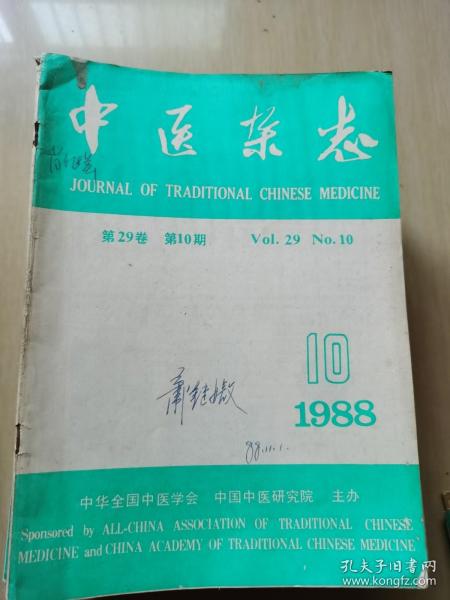 中医杂志
JOURNAL OF TRADITIONAL CHINESE MEDICINE
第29卷 第10期 Vol. 29 No. 10
10
1988
88.11.1.
中华全国中医学会 中国中医研究院 主办
Sponsored by ALL-CHINA ASSOCIATION OF TRADITIONAL CHINESE
MEDICINE and CHINA ACADEMY OF TRADITIONAL CHINESE MEDICINE
孔夫子旧书网
www.kongfz.com